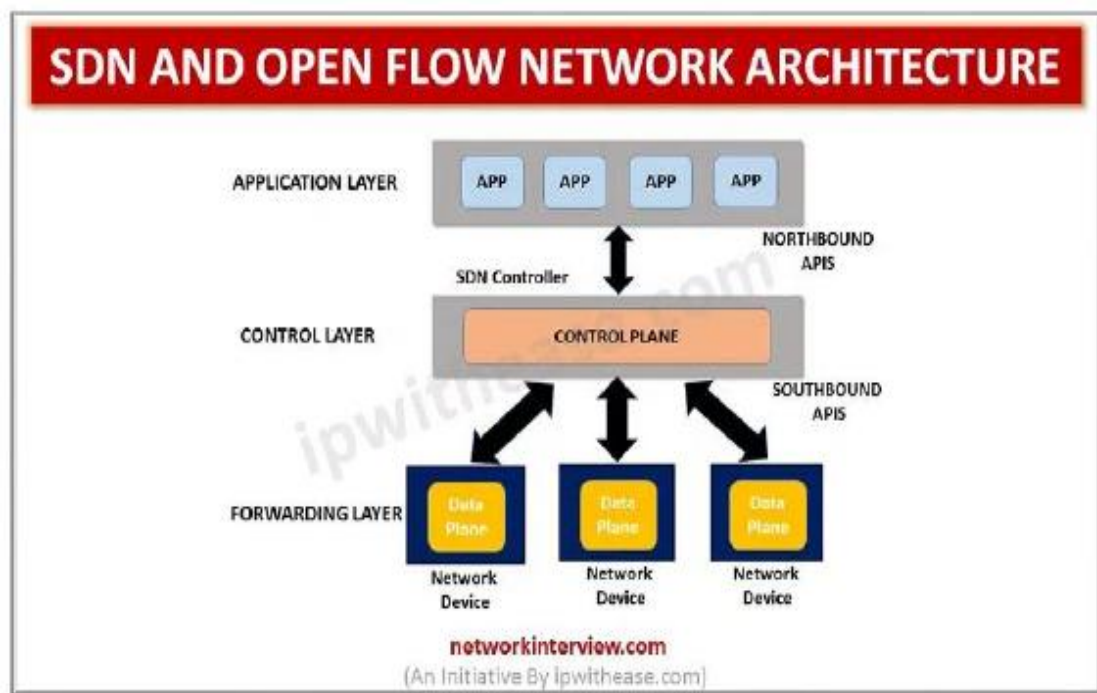 SDN AND OPEN FLOW NETWORK ARCHITECTURE
APPLICATION LAYER
APP APP APP APP
NORTHBOUND
APIS
SDN Controller
CONTROL LAYER
CONTROL PLANE
SOUTHBOUND
APIS
ipwithease.com
FORWARDING LAYER
Data
Plane
Data
Plane
Data
Plane
Network
Device
Network
Device
Network
Device
networkinterview.com
(An Initiative By ipwithease.com)